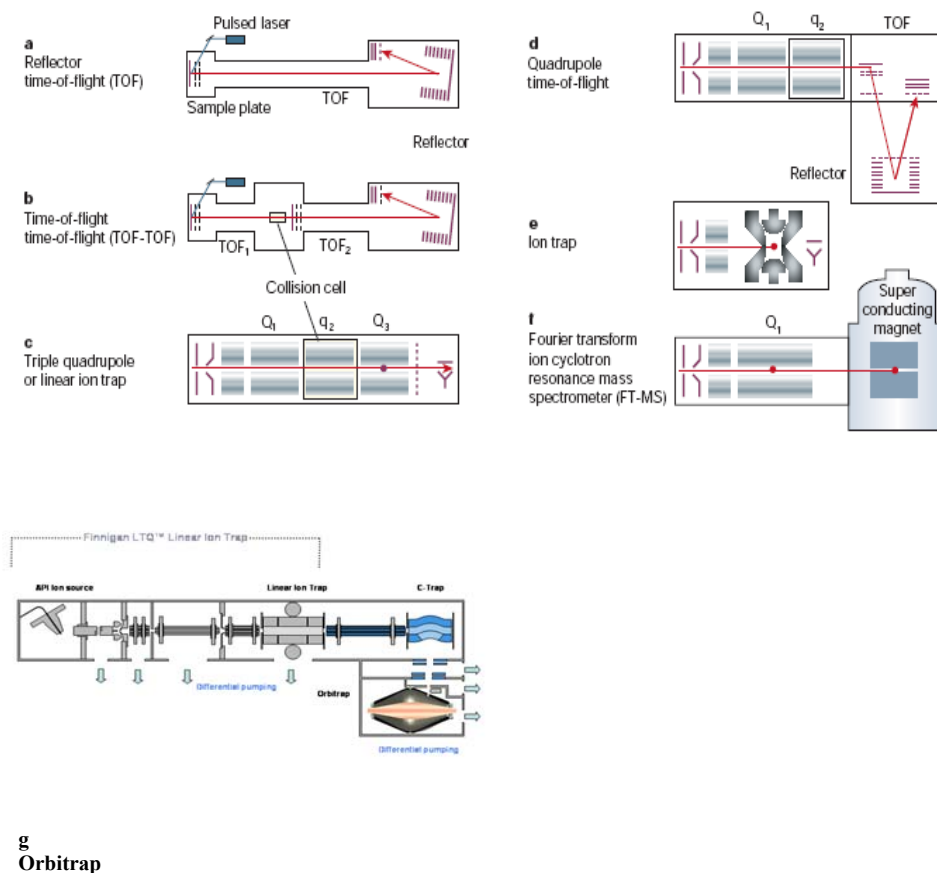 Pulsed laser
a
Reflector
time-of-flight (TOF)
TOF
Sample plate
Reflector
b
Time-of-flight
time-of-flight (TOF-TOF)
TOF1
TOF2
Collision cell
Q1
q2
Q3
c
Triple quadrupole
or linear ion trap
Q1
q2
TOF
d
Quadrupole
time-of-flight
Reflector
e
Ion trap
Super
conducting
magnet
f
Fourier transform
ion cyclotron
resonance mass
spectrometer (FT-MS)
Q1
Finnigan LTQ™ Linear Ion Trap
API Ion source
Linear Ion Trap
C-Trap
Differential pumping
Orbitrap
Differential pumping
g
Orbitrap